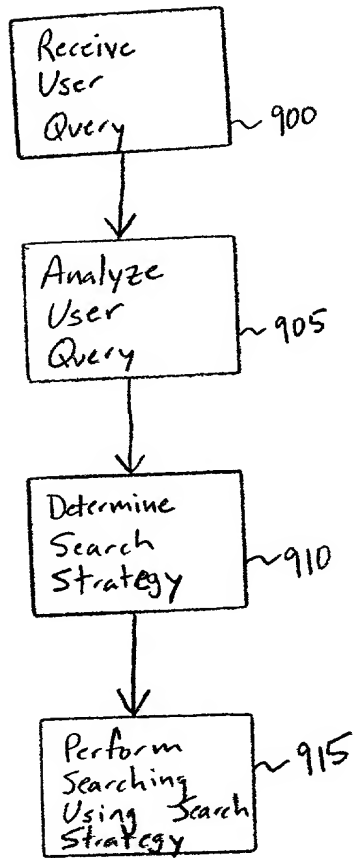 Receive
User
Query
900
Analyze
User
Query
905
Determine
Search
Strategy
910
Perform
Searching
Using Search
Strategy
915